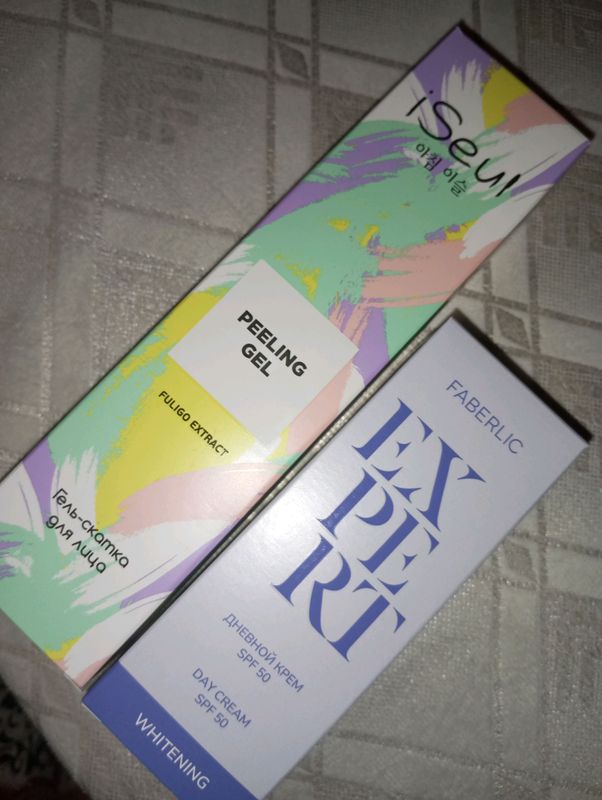 iSeul
아침 이슬
PEELING
GEL
FULIGO EXTRACT
Гель-скатка
для лица
FABERLIC
EX
PE
RT
ДНЕВНОЙ КРЕМ
SPF 50
DAY CREAM
SPF 50
WHITENING